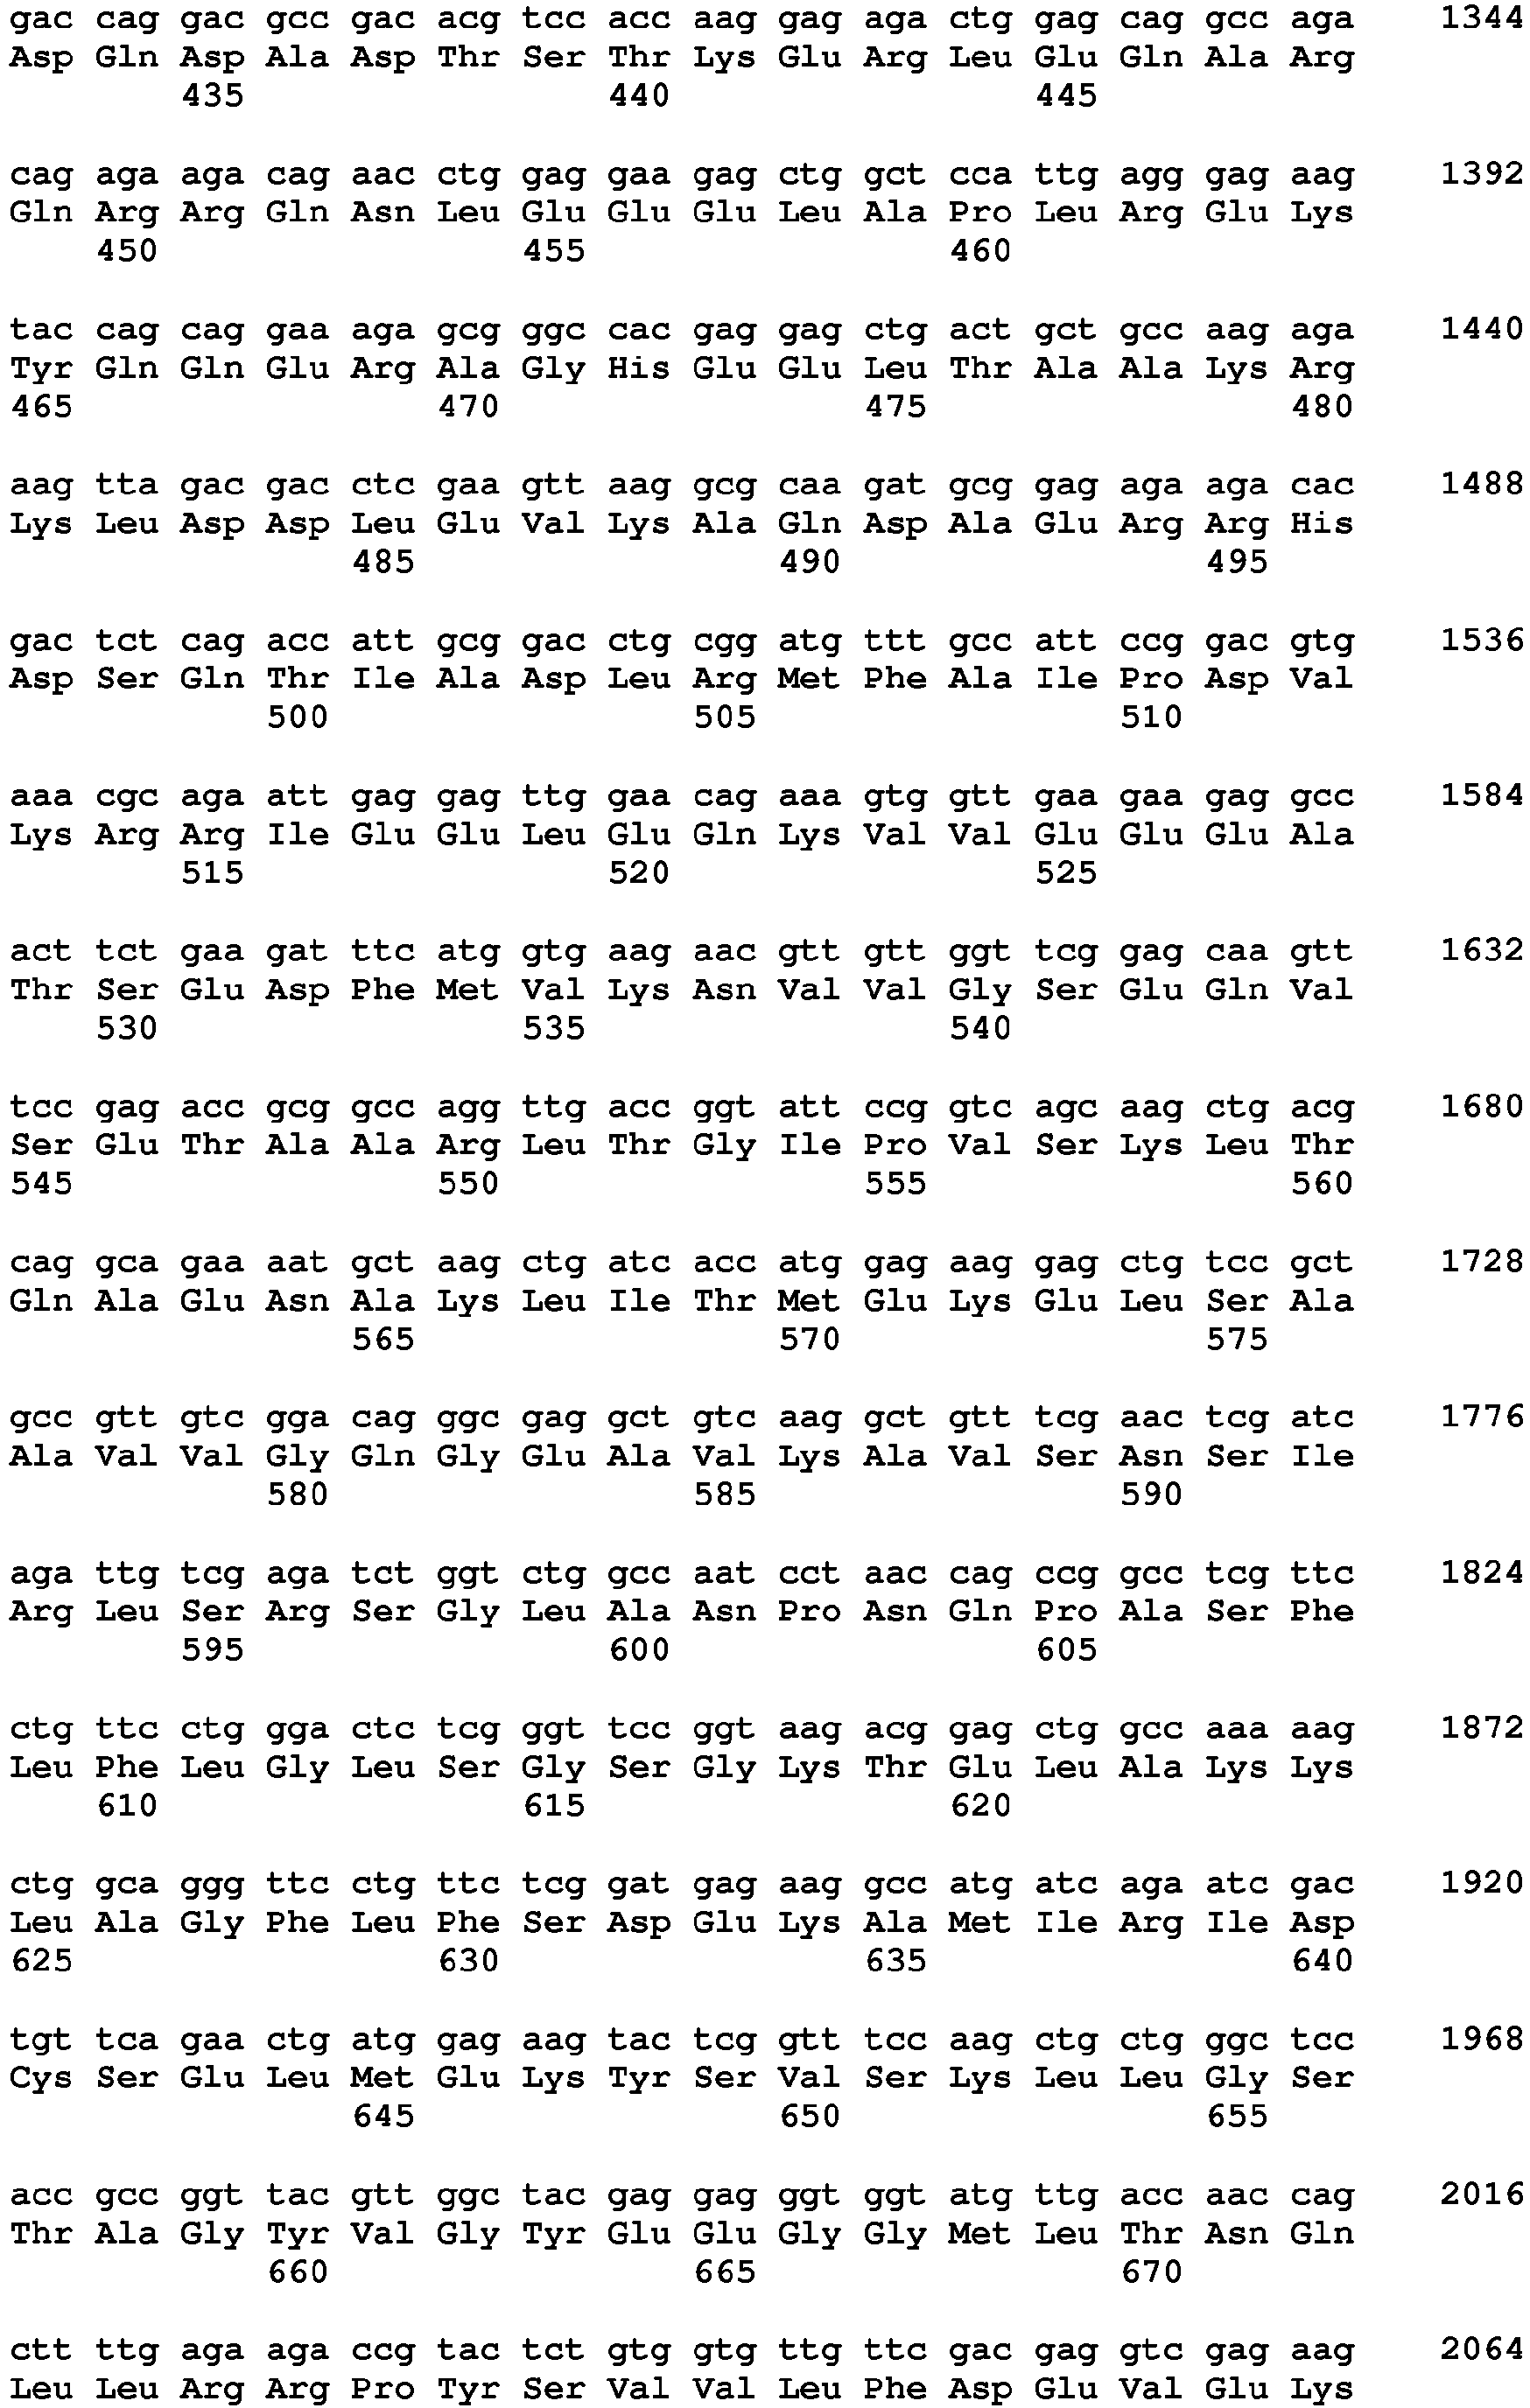 gac cag gac gcc gac acg tcc acc aag gag aga ctg gag cag gcc aga 1344
Asp Gln Asp Ala Asp Thr Ser Thr Lys Glu Arg Leu Glu Gln Ala Arg
435 440 445
cag aga aga cag aac ctg gag gaa gag ctg gct cca ttg agg gag aag 1392
Gln Arg Arg Gln Asn Leu Glu Glu Glu Leu Ala Pro Leu Arg Glu Lys
450 455 460
tac cag cag gaa aga gcg ggc cac gag gag ctg act gct gcc aag aga 1440
Tyr Gln Gln Glu Arg Ala Gly His Glu Glu Leu Thr Ala Ala Lys Arg
465 470 475 480
aag tta gac gac ctc gaa gtt aag gcg caa gat gcg gag aga aga cac 1488
Lys Leu Asp Asp Leu Glu Val Lys Ala Gln Asp Ala Glu Arg Arg His
485 490 495
gac tct cag acc att gcg gac ctg cgg atg ttt gcc att ccg gac gtg 1536
Asp Ser Gln Thr Ile Ala Asp Leu Arg Met Phe Ala Ile Pro Asp Val
500 505 510
aaa cgc aga att gag gag ttg gaa cag aaa gtg gtt gaa gaa gag gcc 1584
Lys Arg Arg Ile Glu Glu Leu Glu Gln Lys Val Val Glu Glu Glu Ala
515 520 525
act tct gaa gat ttc atg gtg aag aac gtt gtt ggt tcg gag caa gtt 1632
Thr Ser Glu Asp Phe Met Val Lys Asn Val Val Gly Ser Glu Gln Val
530 535 540
tcc gag acc gcg gcc agg ttg acc ggt att ccg gtc agc aag ctg acg 1680
Ser Glu Thr Ala Ala Arg Leu Thr Gly Ile Pro Val Ser Lys Leu Thr
545 550 555 560
cag gca gaa aat gct aag ctg atc acc atg gag aag gag ctg tcc gct 1728
Gln Ala Glu Asn Ala Lys Leu Ile Thr Met Glu Lys Glu Leu Ser Ala
565 570 575
gcc gtt gtc gga cag ggc gag gct gtc aag gct gtt tcg aac tcg atc 1776
Ala Val Val Gly Gln Gly Glu Ala Val Lys Ala Val Ser Asn Ser Ile
580 585 590
aga ttg tcg aga tct ggt ctg gcc aat cct aac cag ccg gcc tcg ttc 1824
Arg Leu Ser Arg Ser Gly Leu Ala Asn Pro Asn Gln Pro Ala Ser Phe
595 600 605
ctg ttc ctg gga ctc tcg ggt tcc ggt aag acg gag ctg gcc aaa aag 1872
Leu Phe Leu Gly Leu Ser Gly Ser Gly Lys Thr Glu Leu Ala Lys Lys
610 615 620
ctg gca ggg ttc ctg ttc tcg gat gag aag gcc atg atc aga atc gac 1920
Leu Ala Gly Phe Leu Phe Ser Asp Glu Lys Ala Met Ile Arg Ile Asp
625 630 635 640
tgt tca gaa ctg atg gag aag tac tcg gtt tcc aag ctg ctg ggc tcc 1968
Cys Ser Glu Leu Met Glu Lys Tyr Ser Val Ser Lys Leu Leu Gly Ser
645 650 655
acc gcc ggt tac gtt ggc tac gag gag ggt ggt atg ttg acc aac cag 2016
Thr Ala Gly Tyr Val Gly Tyr Glu Glu Gly Gly Met Leu Thr Asn Gln
660 665 670
ctt ttg aga aga ccg tac tct gtg gtg ttg ttc gac gag gtc gag aag 2064
Leu Leu Arg Arg Pro Tyr Ser Val Val Leu Phe Asp Glu Val Glu Lys